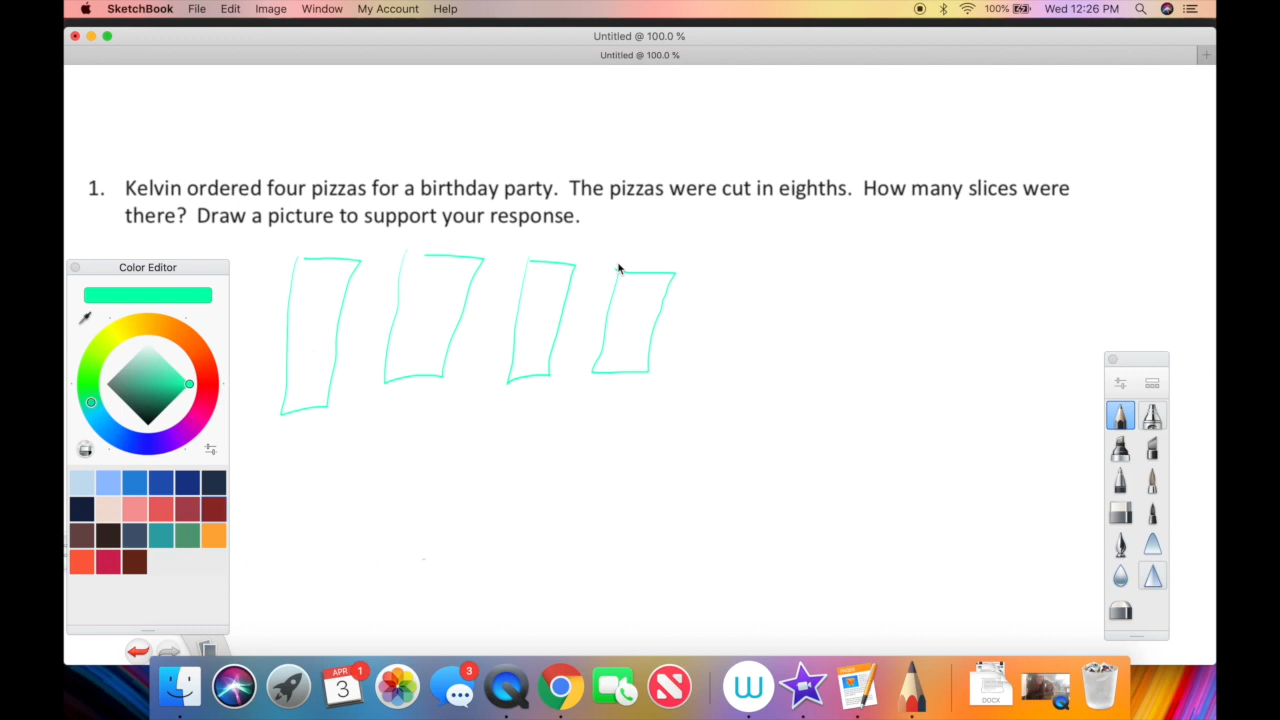 SketchBook File Edit Image Window My Account Help 100% Wed 12:26 PM
Untitled @ 100.0 %
Untitled @ 100.0 %
1. Kelvin ordered four pizzas for a birthday party. The pizzas were cut in eighths. How many slices were
there? Draw a picture to support your response.
Color Editor
APR 1
3
3
DOCX